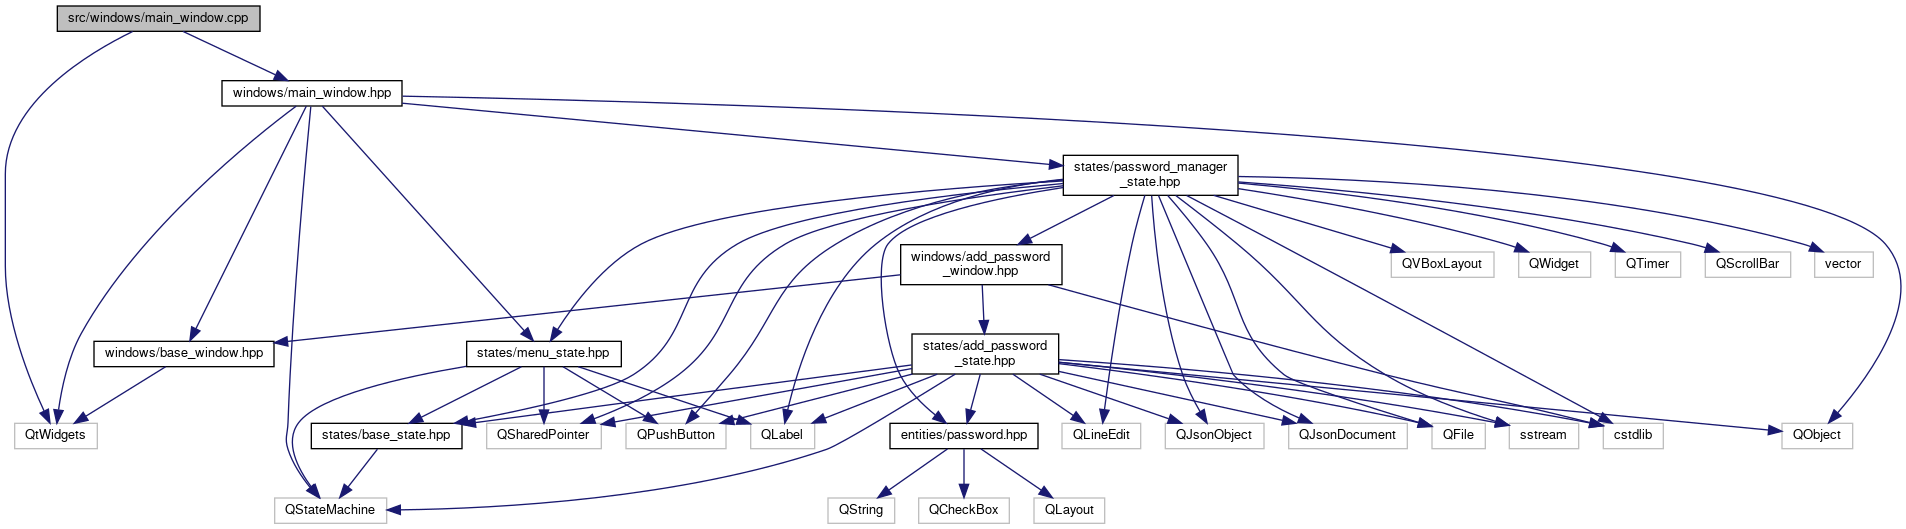 src/windows/main_window.cpp
windows/main_window.hpp
states/password_manager
_state.hpp
windows/add_password
_window.hpp
QVBoxLayout
QWidget
QTimer
QScrollBar
vector
windows/base_window.hpp
states/menu_state.hpp
states/add_password
_state.hpp
QtWidgets
states/base_state.hpp
QSharedPointer
QPushButton
QLabel
entities/password.hpp
QLineEdit
QJsonObject
QJsonDocument
QFile
sstream
cstdlib
QObject
QStateMachine
QString
QCheckBox
QLayout